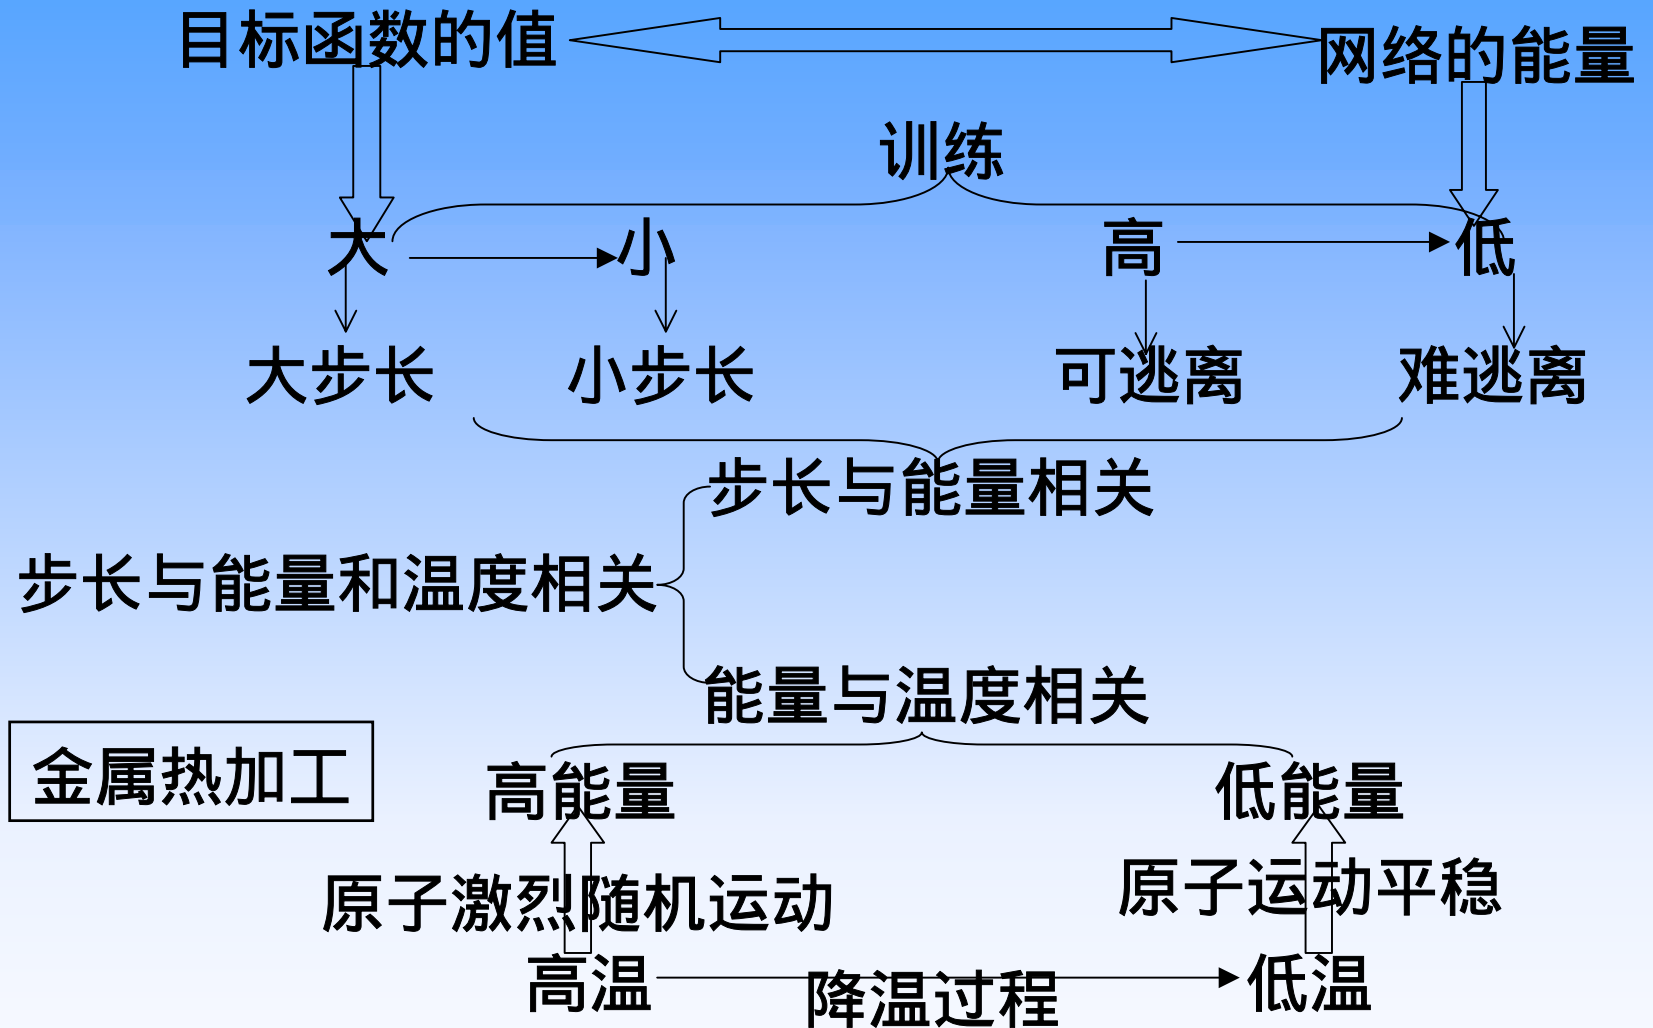 目标函数的值
网络的能量
训练
大 小 高 低
大步长 小步长 可逃离 难逃离
步长与能量相关
步长与能量和温度相关
能量与温度相关
金属热加工
高能量 低能量
原子激烈随机运动 原子运动平稳
高温 降温过程 低温